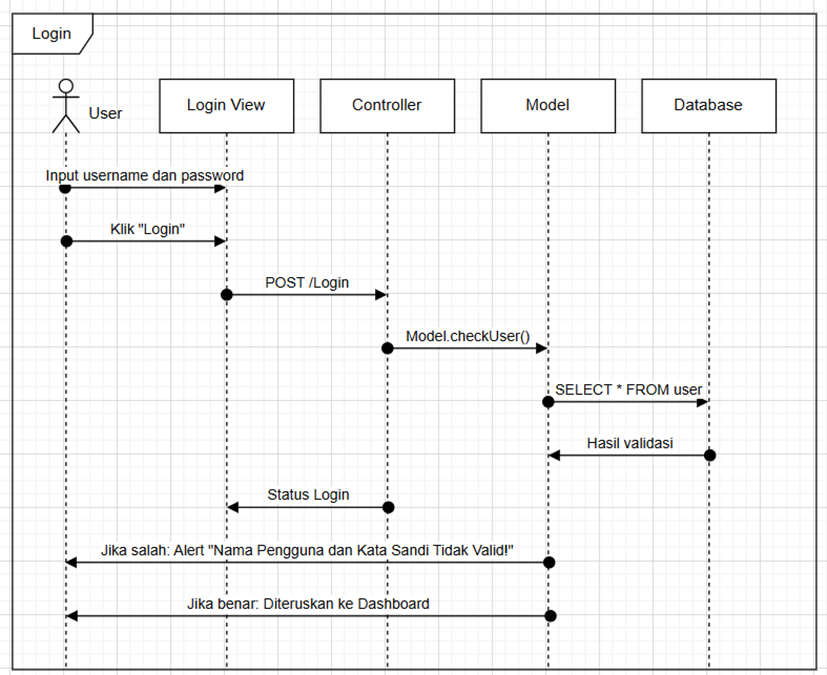 Login
User
Login View
Controller
Model
Database
Input username dan password
Klik "Login"
POST /Login
Model.checkUser()
SELECT * FROM user
Hasil validasi
Status Login
Jika salah: Alert "Nama Pengguna dan Kata Sandi Tidak Valid!"
Jika benar: Diteruskan ke Dashboard